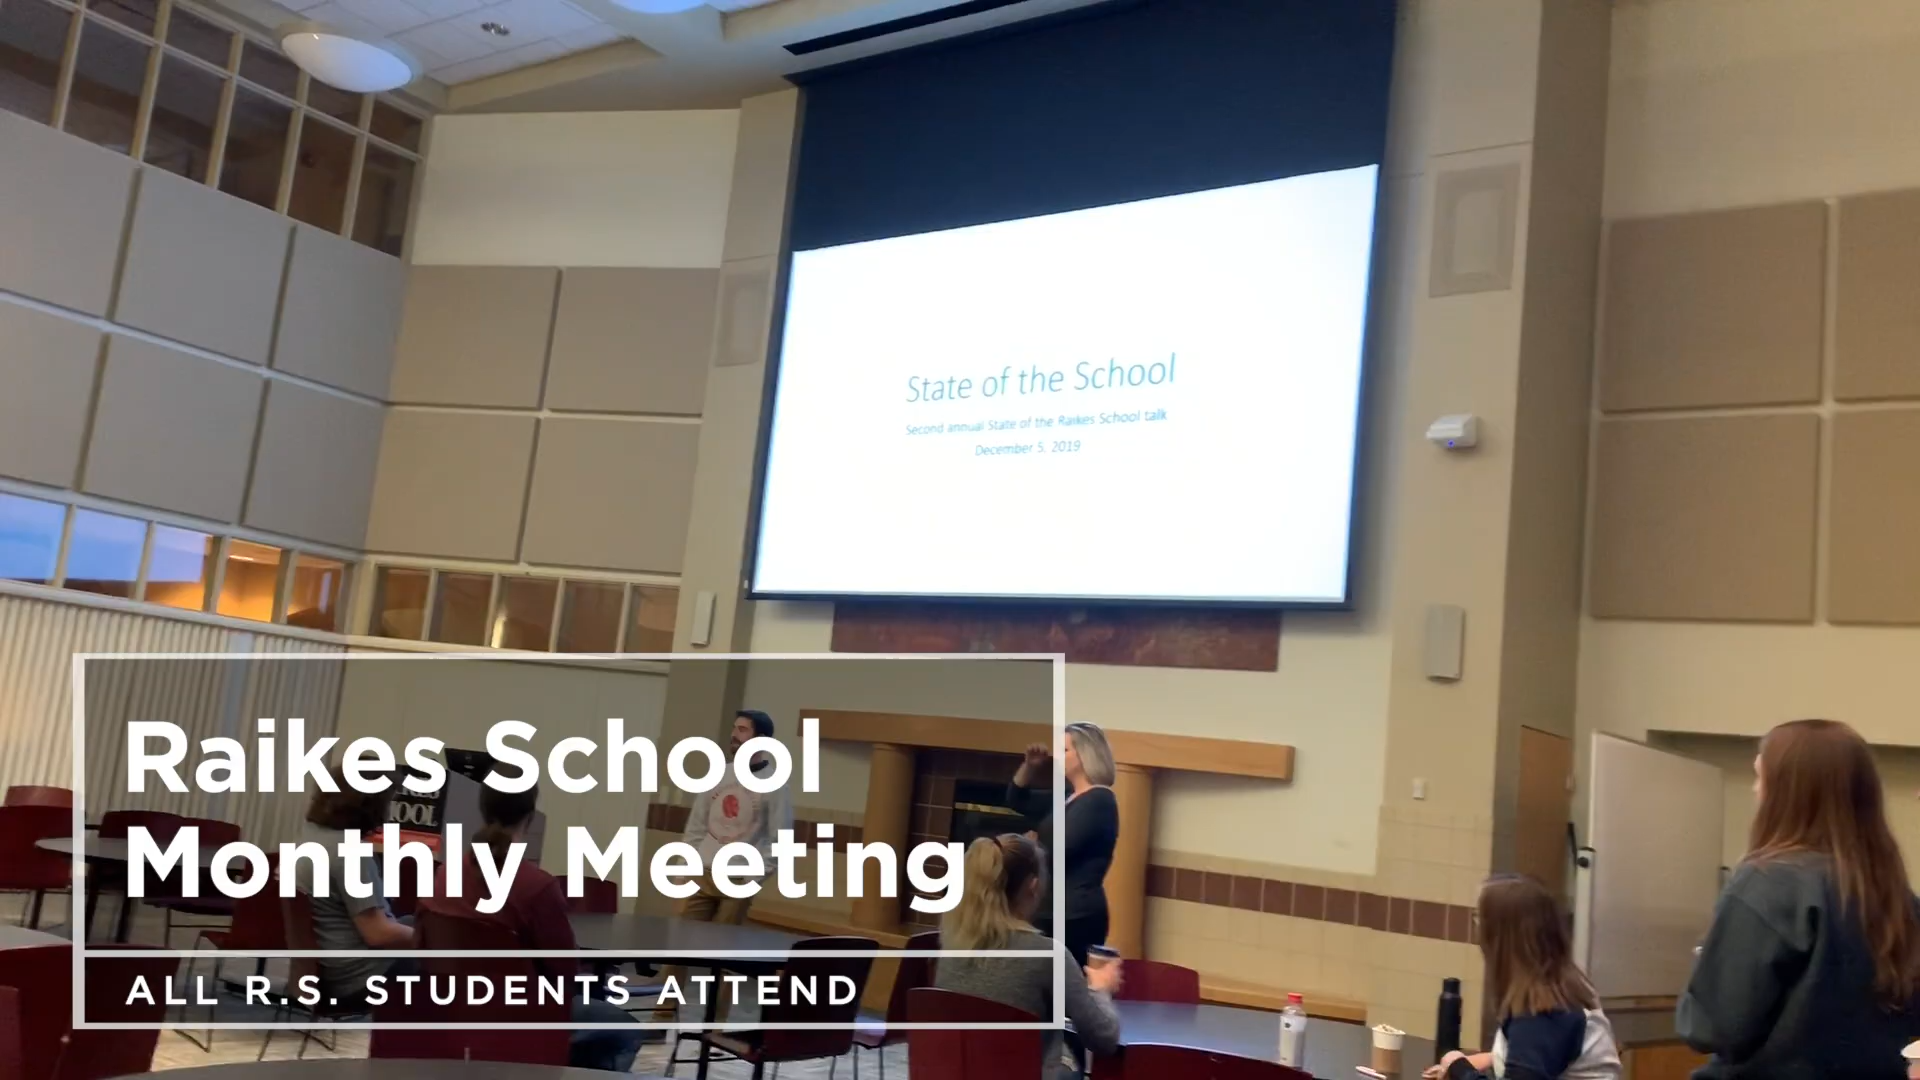 State of the School
Second annual State of the Raikes School talk
December 5, 2019
Raikes School
Monthly Meeting
ALL R.S. STUDENTS ATTEND